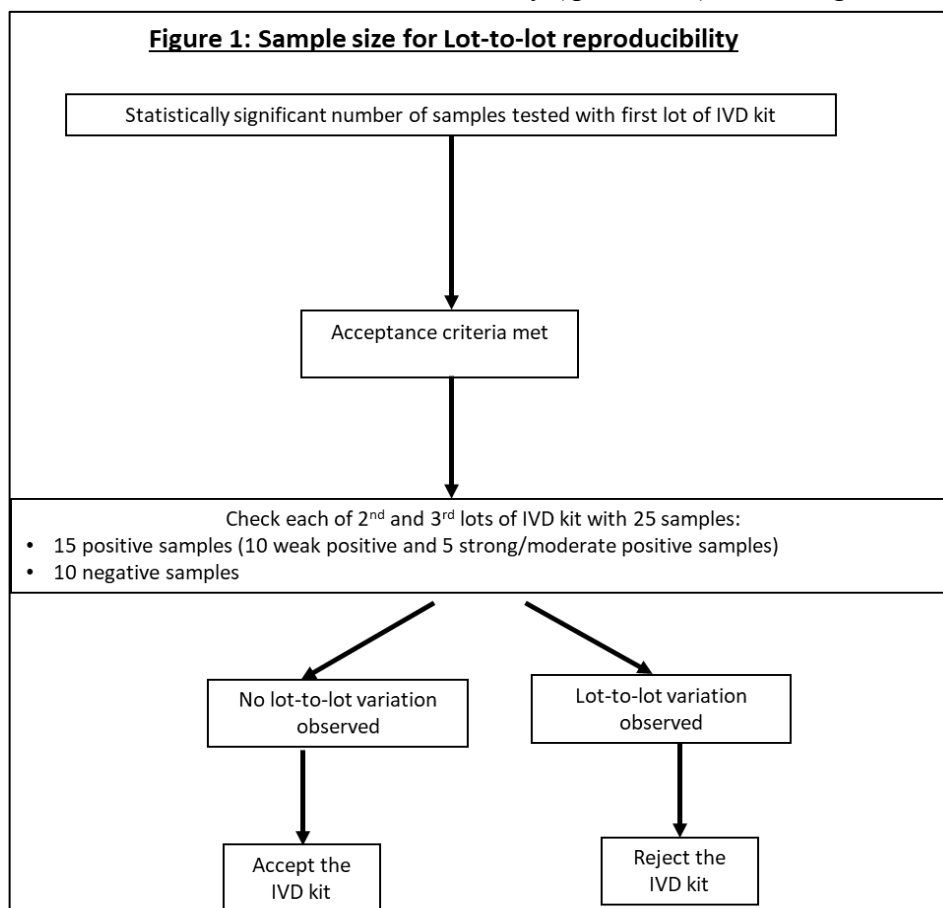 Figure 1: Sample size for Lot-to-lot reproducibility
Statistically significant number of samples tested with first lot of IVD kit
Acceptance criteria met
Check each of 2nd and 3rd lots of IVD kit with 25 samples:
• 15 positive samples (10 weak positive and 5 strong/moderate positive samples)
• 10 negative samples
No lot-to-lot variation
observed
Lot-to-lot variation
observed
Accept the
IVD kit
Reject the
IVD kit